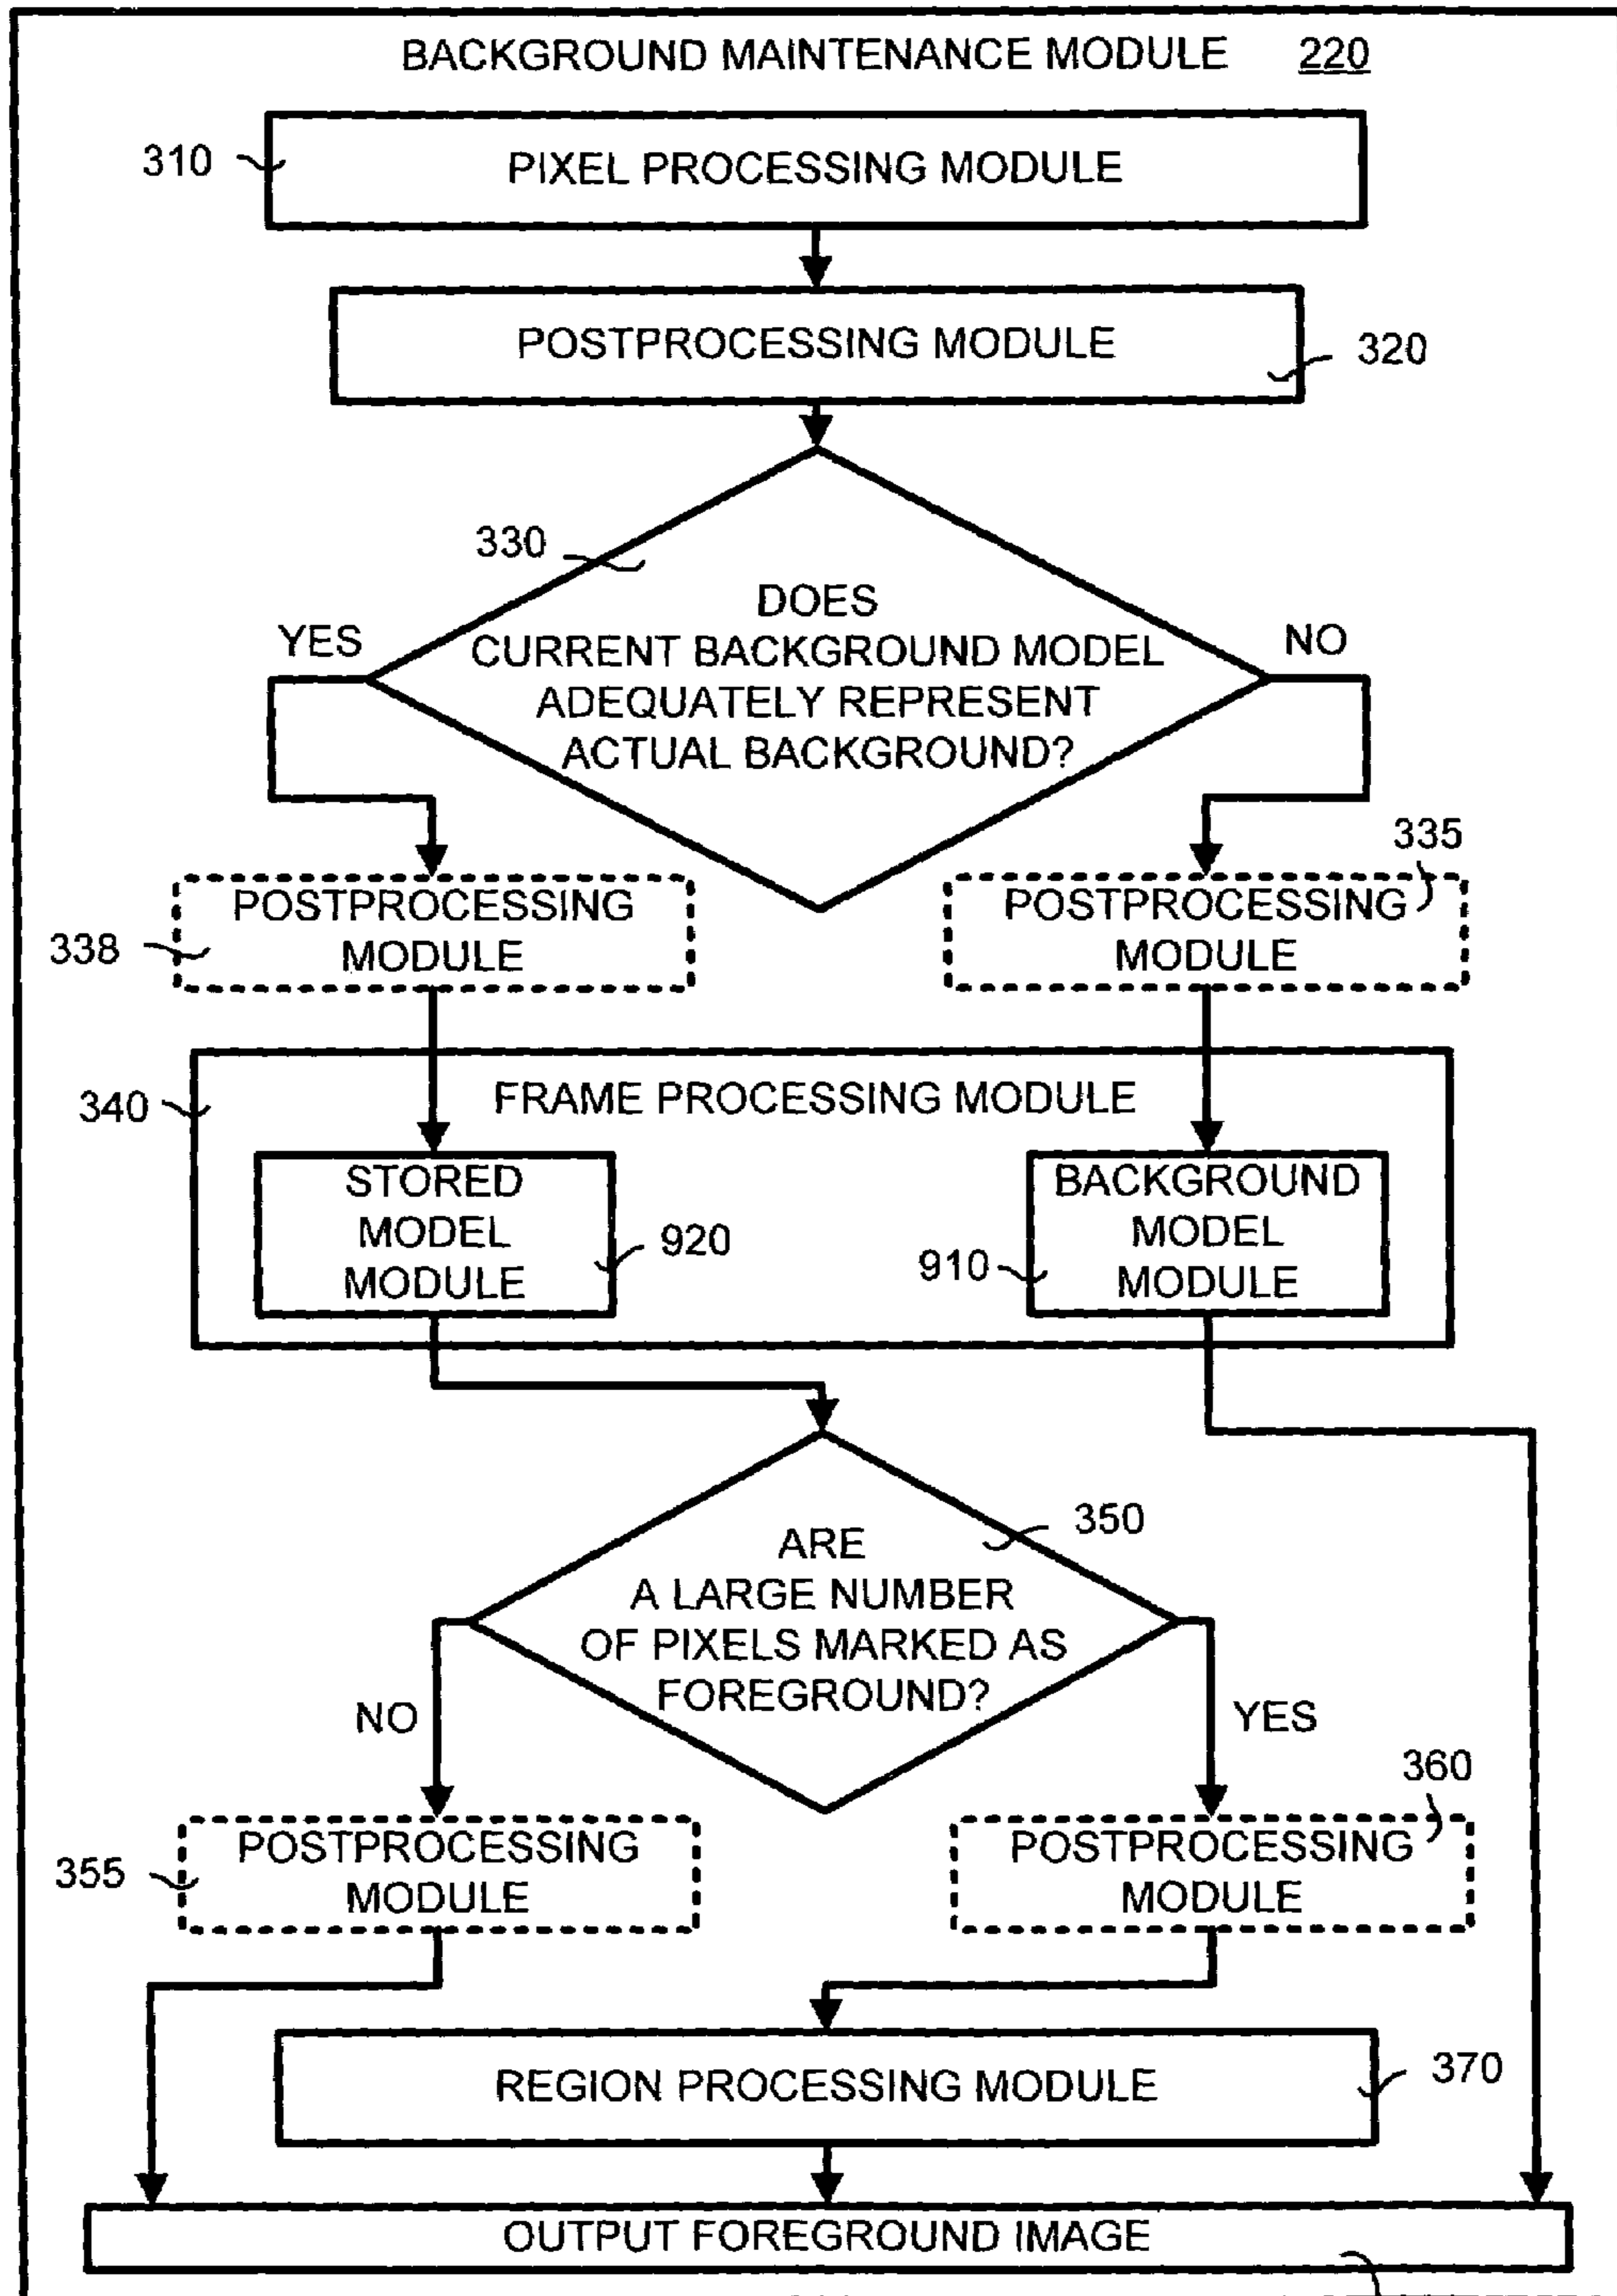 BACKGROUND MAINTENANCE MODULE 220
310
PIXEL PROCESSING MODULE
POSTPROCESSING MODULE
320
330
DOES
CURRENT BACKGROUND MODEL
ADEQUATELY REPRESENT
ACTUAL BACKGROUND?
YES
NO
335
POSTPROCESSING
MODULE
338
POSTPROCESSING
MODULE
340
FRAME PROCESSING MODULE
STORED
MODEL
MODULE
920
910
BACKGROUND
MODEL
MODULE
350
ARE
A LARGE NUMBER
OF PIXELS MARKED AS
FOREGROUND?
NO
YES
360
355
POSTPROCESSING
MODULE
POSTPROCESSING
MODULE
REGION PROCESSING MODULE
370
OUTPUT FOREGROUND IMAGE